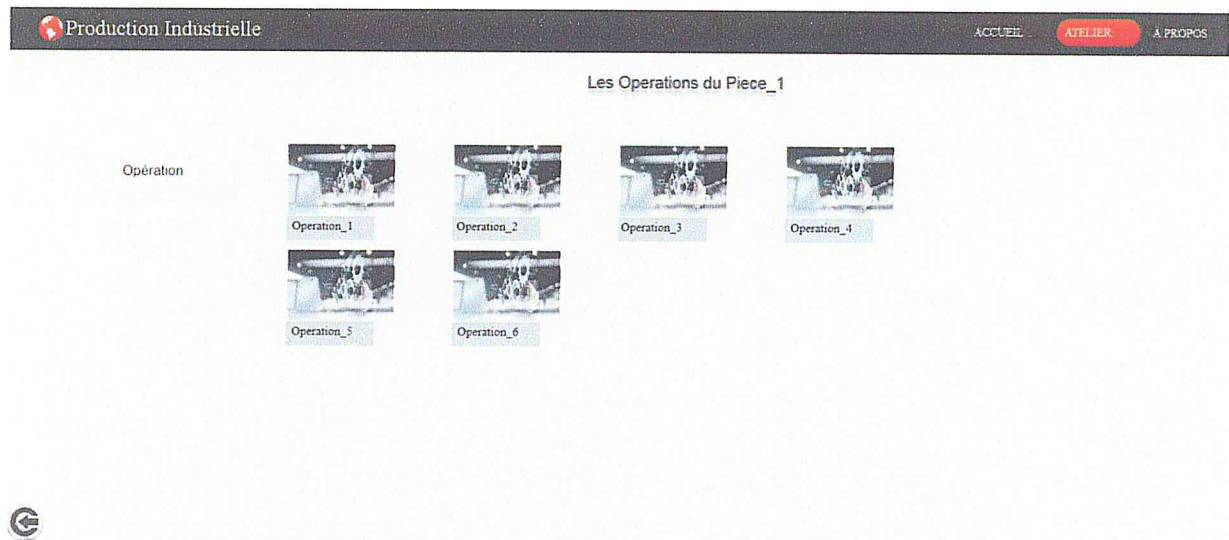 Production Industrielle
ACCUEIL ATELIER A PROPOS
Les Operations du Piece_1
Opération
Operation_1 Operation_2 Operation_3 Operation_4
Operation_5 Operation_6